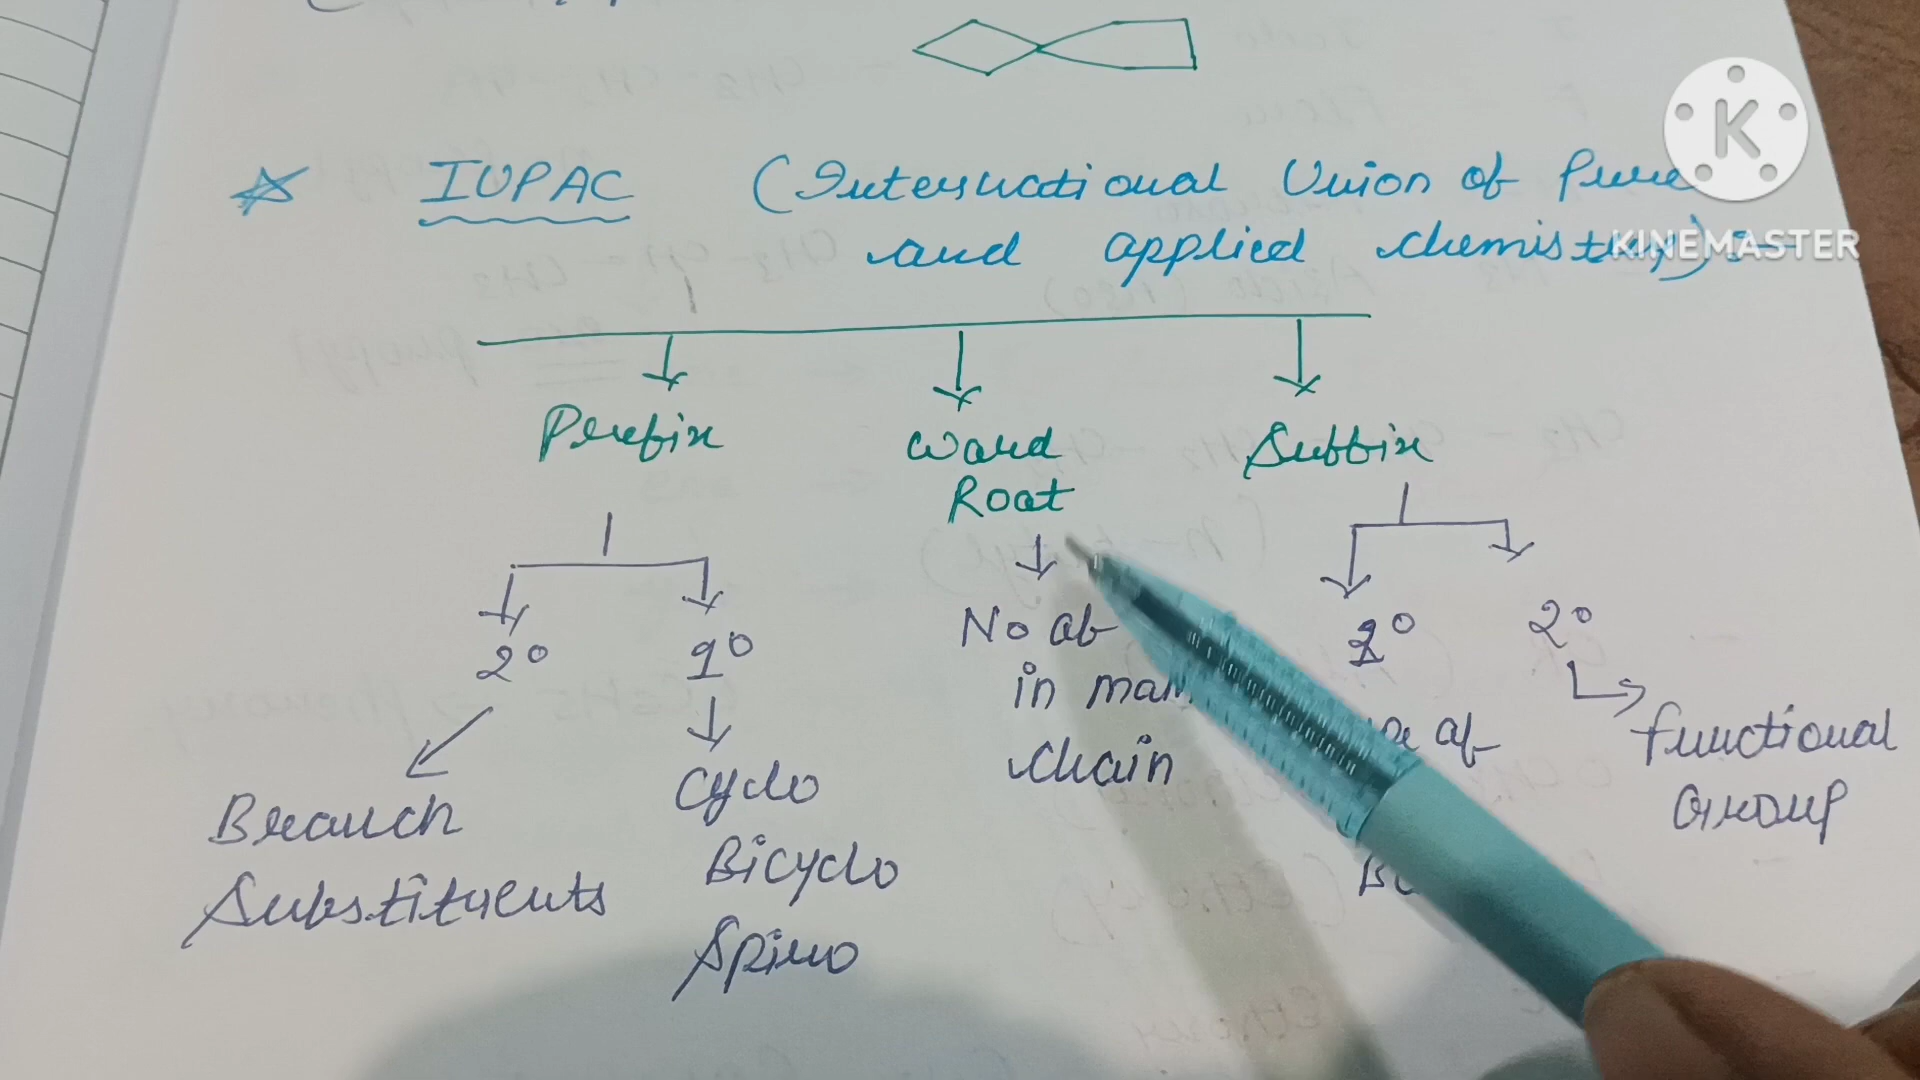 IUPAC (International Union of Pure
and applied chemistry):-
KINEMASTER
Prefix Word Suffix
Root
2° 1° No of 1° 2°
in main
chain
Branch Cyclo of functional
Substituents Bicyclo Group
Spiro